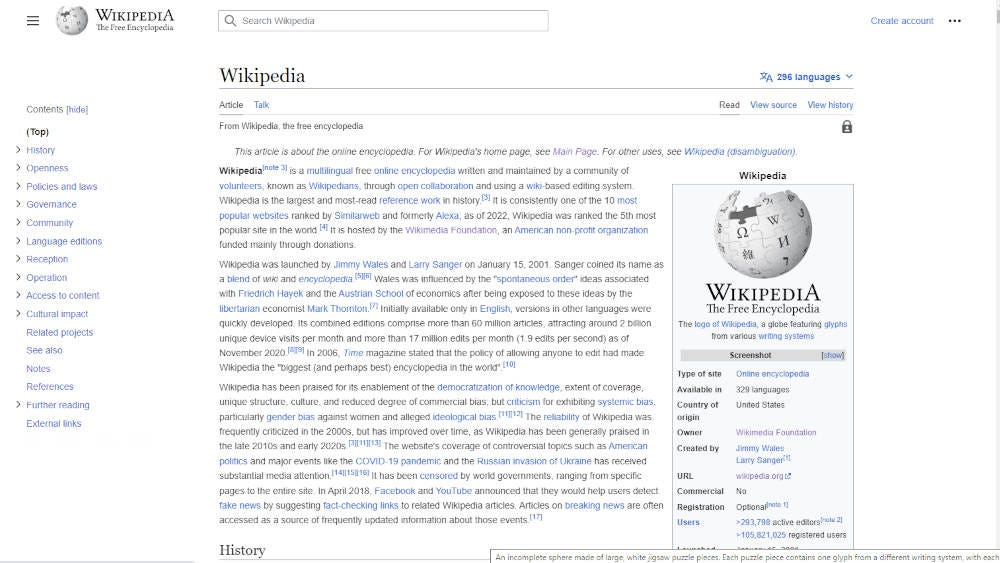 WIKIPEDIA
The Free Encyclopedia
Search Wikipedia
Create account
Contents [hide]
(Top)
History
Openness
Policies and laws
Governance
Community
Language editions
Reception
Operation
Access to content
Cultural impact
Related projects
See also
Notes
References
Further reading
External links
Wikipedia
296 languages
Article Talk
Read View source View history
From Wikipedia, the free encyclopedia
This article is about the online encyclopedia. For Wikipedia's home page, see Main Page. For other uses, see Wikipedia (disambiguation).
Wikipedia[note 3] is a multilingual free online encyclopedia written and maintained by a community of
volunteers, known as Wikipedians, through open collaboration and using a wiki-based editing system.
Wikipedia is the largest and most-read reference work in history.[3] It is consistently one of the 10 most
popular websites ranked by Similarweb and formerly Alexa; as of 2022, Wikipedia was ranked the 5th most
popular site in the world.[4] It is hosted by the Wikimedia Foundation, an American non-profit organization
funded mainly through donations.
Wikipedia was launched by Jimmy Wales and Larry Sanger on January 15, 2001. Sanger coined its name as
a blend of wiki and encyclopedia.[5][6] Wales was influenced by the "spontaneous order" ideas associated
with Friedrich Hayek and the Austrian School of economics after being exposed to these ideas by the
libertarian economist Mark Thornton.[7] Initially available only in English, versions in other languages were
quickly developed. Its combined editions comprise more than 60 million articles, attracting around 2 billion
unique device visits per month and more than 17 million edits per month (1.9 edits per second) as of
November 2020.[8][9] In 2006, Time magazine stated that the policy of allowing anyone to edit had made
Wikipedia the "biggest (and perhaps best) encyclopedia in the world".[10]
Wikipedia has been praised for its enablement of the democratization of knowledge, extent of coverage,
unique structure, culture, and reduced degree of commercial bias; but criticism for exhibiting systemic bias,
particularly gender bias against women and alleged ideological bias.[11][12] The reliability of Wikipedia was
frequently criticized in the 2000s, but has improved over time, as Wikipedia has been generally praised in
the late 2010s and early 2020s.[3][11][13] The website's coverage of controversial topics such as American
politics and major events like the COVID-19 pandemic and the Russian invasion of Ukraine has received
substantial media attention.[14][15][16] It has been censored by world governments, ranging from specific
pages to the entire site. In April 2018, Facebook and YouTube announced that they would help users detect
fake news by suggesting fact-checking links to related Wikipedia articles. Articles on breaking news are often
accessed as a source of frequently updated information about those events.[17]
History
Wikipedia
Ω W И
WIKIPEDIA
The Free Encyclopedia
The logo of Wikipedia, a globe featuring glyphs
from various writing systems
Screenshot [show]
Type of site Online encyclopedia
Available in 329 languages
Country of United States
origin
Owner Wikimedia Foundation
Created by Jimmy Wales
Larry Sanger[1]
URL wikipedia.org
Commercial No
Registration Optional[note 1]
Users >293,798 active editors[note 2]
>105,821,025 registered users
Launched January 15, 2001
An incomplete sphere made of large, white jigsaw puzzle pieces. Each puzzle piece contains one glyph from a different writing system, with each